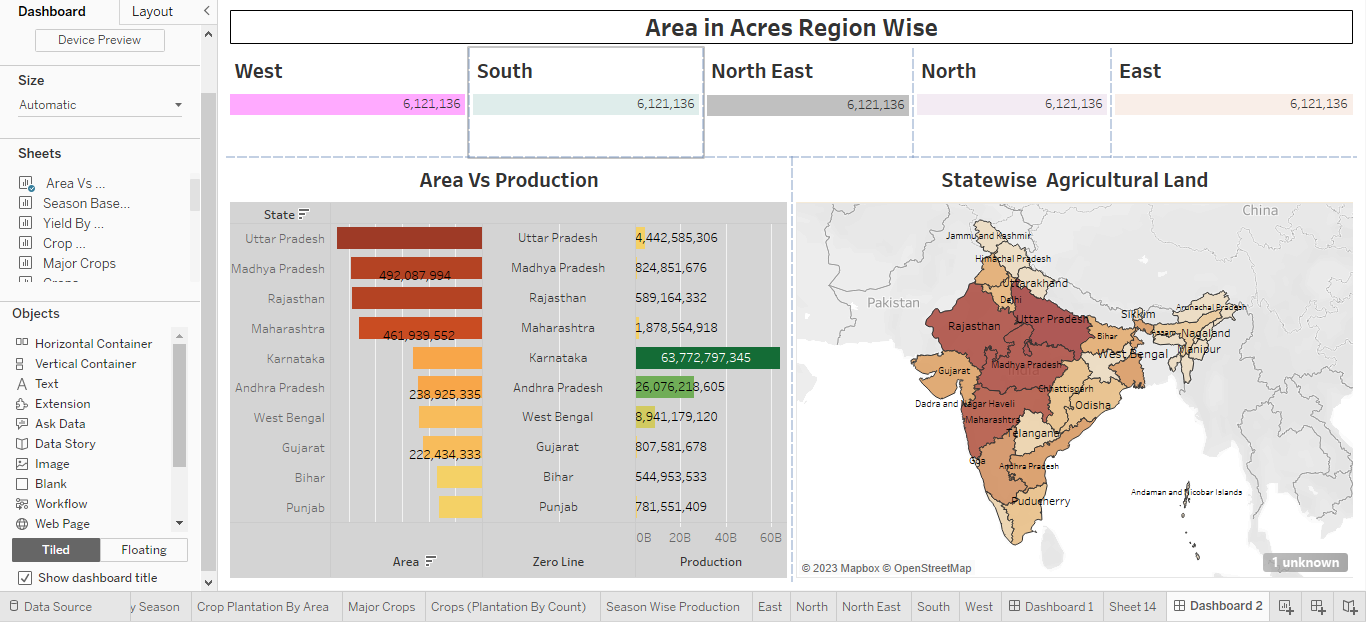 Dashboard Layout
Device Preview
Size
Automatic
Sheets
Area Vs ...
Season Base...
Yield By ...
Crop ...
Major Crops
Objects
Horizontal Container
Vertical Container
Text
Extension
Ask Data
Data Story
Image
Blank
Workflow
Web Page
Tiled Floating
Show dashboard title
Area in Acres Region Wise
West South North East North East
6,121,136 6,121,136 6,121,136 6,121,136 6,121,136
Area Vs Production
State
Uttar Pradesh Uttar Pradesh 4,442,585,306
Madhya Pradesh 492,087,994 Madhya Pradesh 824,851,676
Rajasthan Rajasthan 589,164,332
Maharashtra 461,939,552 Maharashtra 1,878,564,918
Karnataka Karnataka 63,772,797,345
Andhra Pradesh 238,925,335 Andhra Pradesh 26,076,218,605
West Bengal West Bengal 8,941,179,120
Gujarat 222,434,333 Gujarat 807,581,678
Bihar Bihar 544,953,533
Punjab Punjab 781,551,409
0B 20B 40B 60B
Area Zero Line Production
Statewise Agricultural Land
China
Jammu and Kashmir
Himachal Pradesh
Uttarakhand
Pakistan
Delhi
Arunachal Pradesh
Sikkim
Rajasthan
Uttar Pradesh
Bihar
Assam
Nagaland
Manipur
West Bengal
Gujarat
Madhya Pradesh
India
Chhattisgarh
Dadra and Nagar Haveli
Odisha
Maharashtra
Telangana
Goa
Andhra Pradesh
Andaman and Nicobar Islands
Puducherry
© 2023 Mapbox © OpenStreetMap
1 unknown
Data Source y Season Crop Plantation By Area Major Crops Crops (Plantation By Count) Season Wise Production East North North East South West Dashboard 1 Sheet 14 Dashboard 2